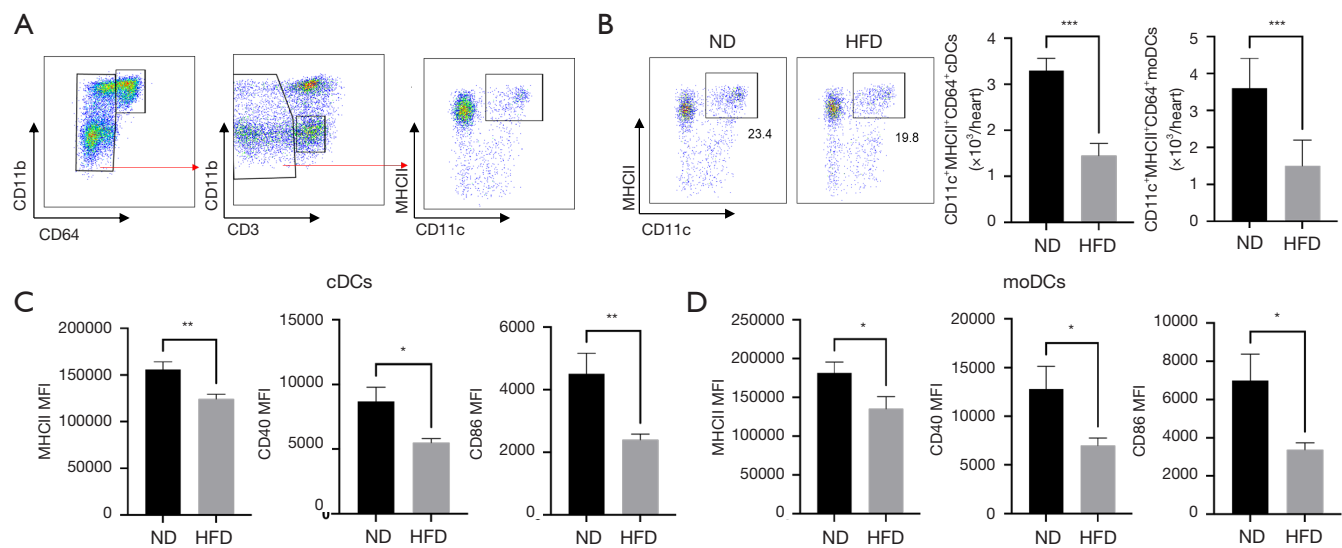 A
CD11b
CD64
CD11b
CD3
MHCII
CD11c
B
ND
HFD
23.4
19.8
MHCII
CD11c
CD11c+MHCII+CD64+cDCs
(×10³/heart)
4
3
2
1
0
***
ND HFD
CD11c+MHCII+CD64+moDCs
(×10³/heart)
5
4
3
2
1
0
***
ND HFD
C
cDCs
MHCII MFI
200000
150000
100000
50000
0
**
ND HFD
CD40 MFI
15000
10000
5000
0
*
ND HFD
CD86 MFI
6000
4000
2000
**
ND HFD
D
moDCs
MHCII MFI
250000
200000
150000
100000
50000
*
ND HFD
CD40 MFI
20000
15000
10000
5000
0
*
ND HFD
CD86 MFI
10000
8000
6000
4000
2000
0
*
ND HFD